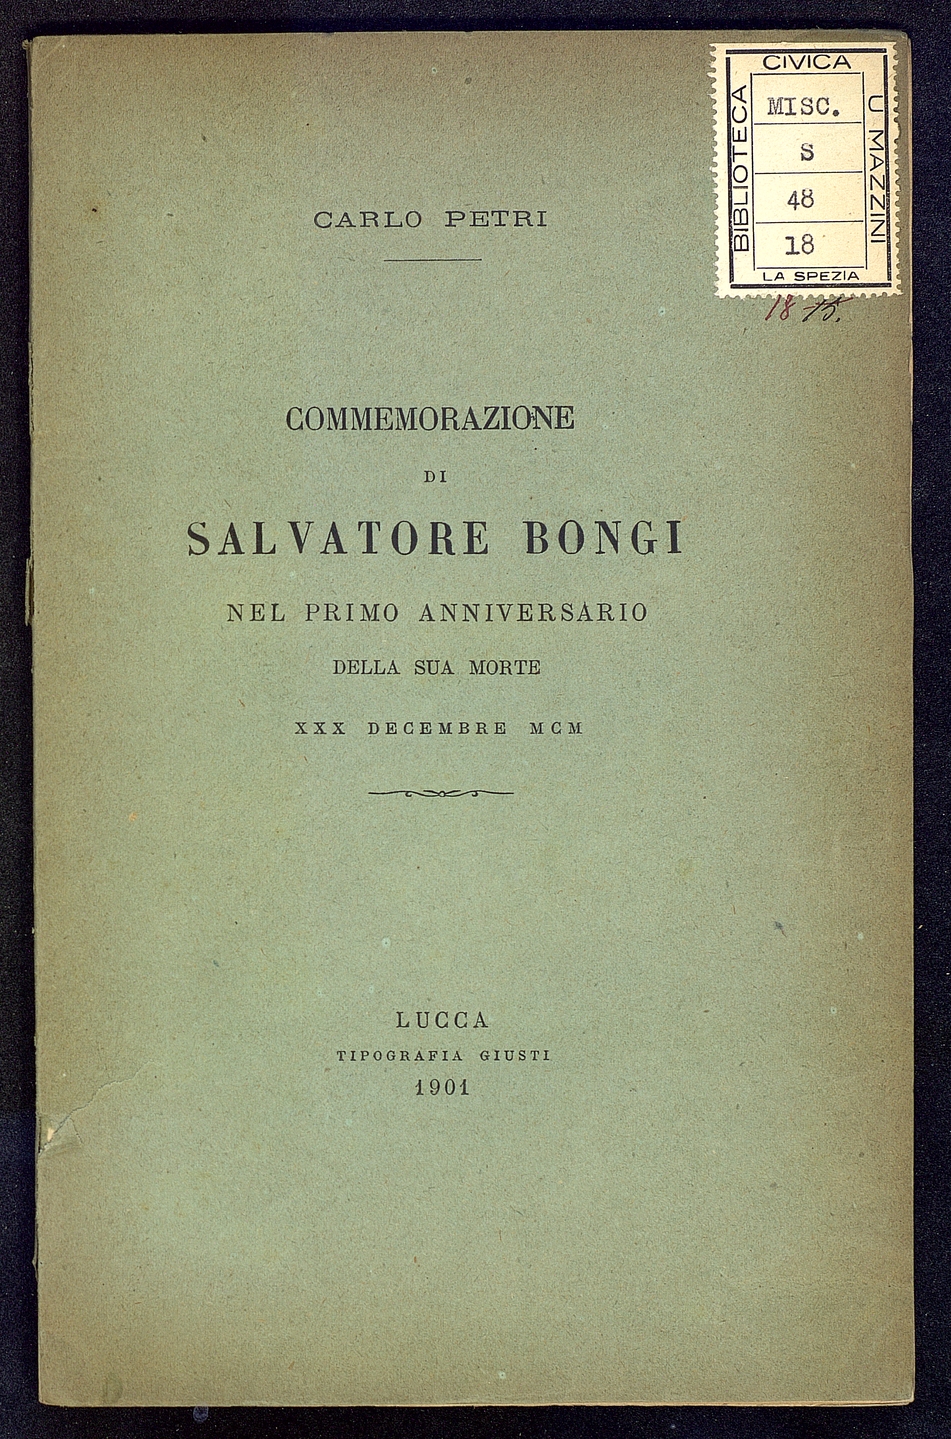 CIVICA
BIBLIOTECA
U MAZZINI
MISC.
S
48
18
LA SPEZIA
18 15.
CARLO PETRI
COMMEMORAZIONE
DI
SALVATORE BONGI
NEL PRIMO ANNIVERSARIO
DELLA SUA MORTE
XXX DECEMBRE MCM
LUCCA
TIPOGRAFIA GIUSTI
1901